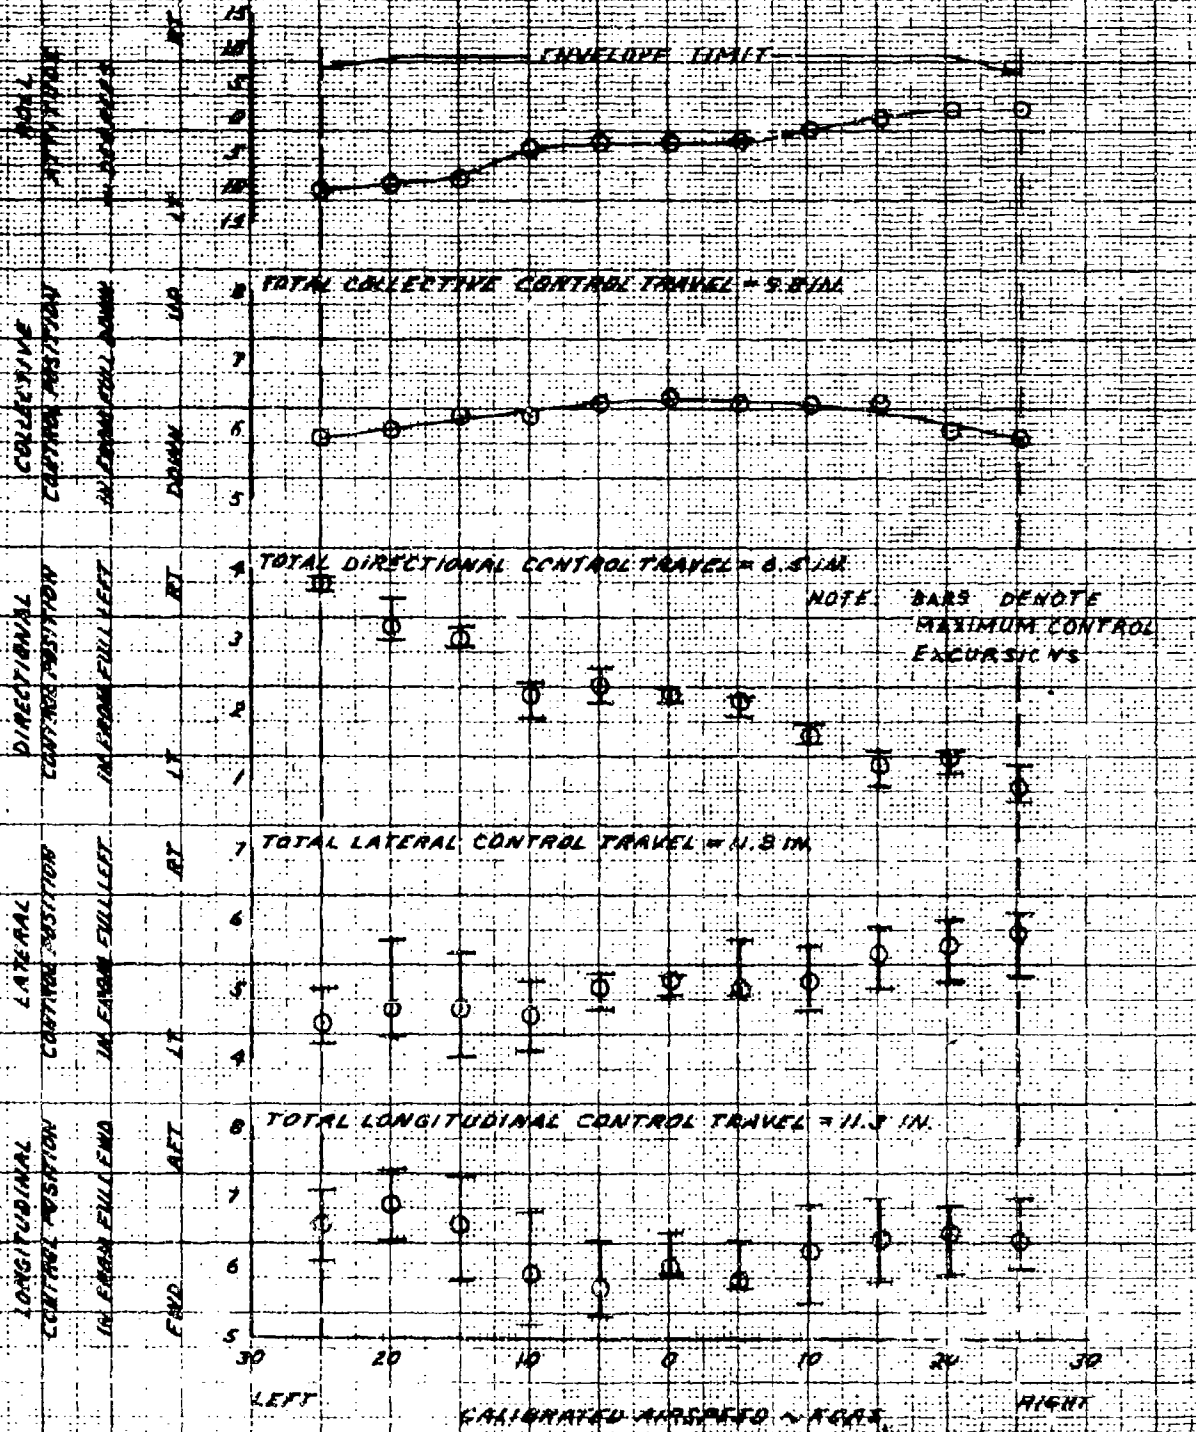 ROLL
ATTITUDE
~ DEGREES
LT RT
15
10
5
0
5
10
15
ENVELOPE LIMIT
TOTAL COLLECTIVE CONTROL TRAVEL = 9.8 IN.
COLLECTIVE
CONTROL POSITION
IN. FROM FULL DOWN
DOWN UP
8
7
6
5
TOTAL DIRECTIONAL CONTROL TRAVEL = 6.5 IN
DIRECTIONAL
CONTROL POSITION
IN. FROM FULL LEFT
LT RT
4
3
2
1
NOTE BARS DENOTE
MAXIMUM CONTROL
EXCURSIONS
TOTAL LATERAL CONTROL TRAVEL = 11.8 IN.
LATERAL
CONTROL POSITION
IN. FROM FULL LEFT
LT RT
7
6
5
4
TOTAL LONGITUDINAL CONTROL TRAVEL = 11.3 IN.
LONGITUDINAL
CONTROL POSITION
IN. FROM FULL FWD
FWD AFT
8
7
6
5
30 20 10 0 10 20 30
LEFT RIGHT
CALIBRATED AIRSPEED ~ KCAS